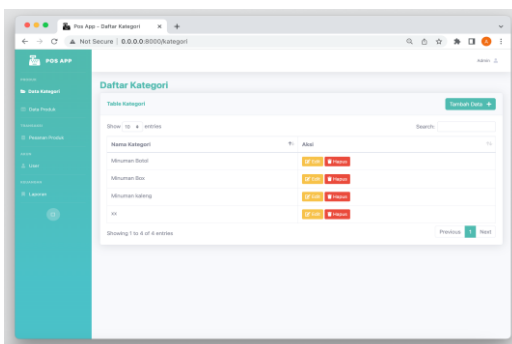 Pos App - Daftar Kategori
Not Secure | 0.0.0.0:8000/kategori
POS APP
Admin
Data Kategori
Data Produk
Pesanan Produk
User
Laporan
Daftar Kategori
Table Kategori
Tambah Data +
Show 10 entries
Search:
Nama Kategori Aksi
Minuman Botol Edit Hapus
Minuman Box Edit Hapus
Minuman kaleng Edit Hapus
xx Edit Hapus
Showing 1 to 4 of 4 entries
Previous 1 Next